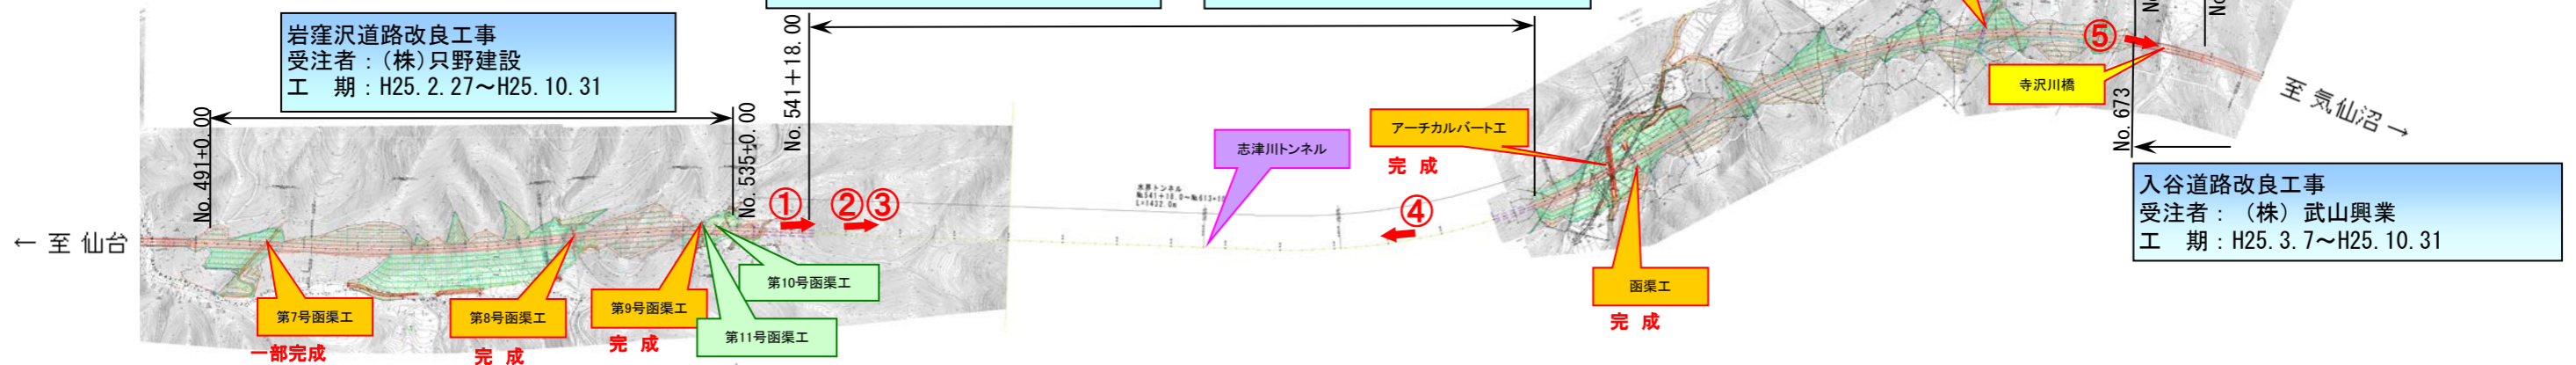 岩窪沢道路改良工事
受注者：（株）只野建設
工　期：H25.2.27～H25.10.31
No. 491+0.00
No. 535+0.00
No. 541+18.00
← 至 仙台
第7号函渠工
一部完成
第8号函渠工
完 成
第9号函渠工
完 成
第10号函渠工
第11号函渠工
①
②③
志津川トンネル
アーチカルバート工
完 成
④
函渠工
完 成
⑤
寺沢川橋
至 気仙沼 →
No. 673
入谷道路改良工事
受注者：（株）武山興業
工　期：H25.3.7～H25.10.31